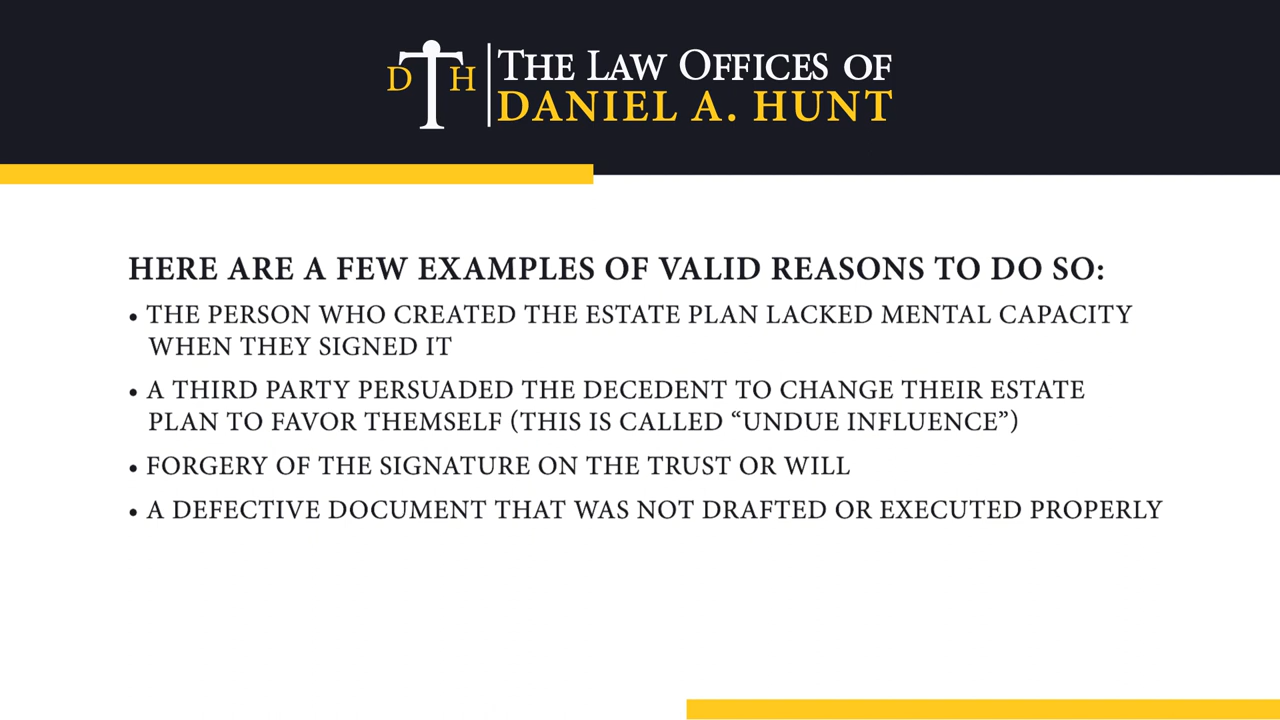 D H
THE LAW OFFICES OF
DANIEL A. HUNT
HERE ARE A FEW EXAMPLES OF VALID REASONS TO DO SO:
• THE PERSON WHO CREATED THE ESTATE PLAN LACKED MENTAL CAPACITY
WHEN THEY SIGNED IT
• A THIRD PARTY PERSUADED THE DECEDENT TO CHANGE THEIR ESTATE
PLAN TO FAVOR THEMSELF (THIS IS CALLED “UNDUE INFLUENCE”)
• FORGERY OF THE SIGNATURE ON THE TRUST OR WILL
• A DEFECTIVE DOCUMENT THAT WAS NOT DRAFTED OR EXECUTED PROPERLY